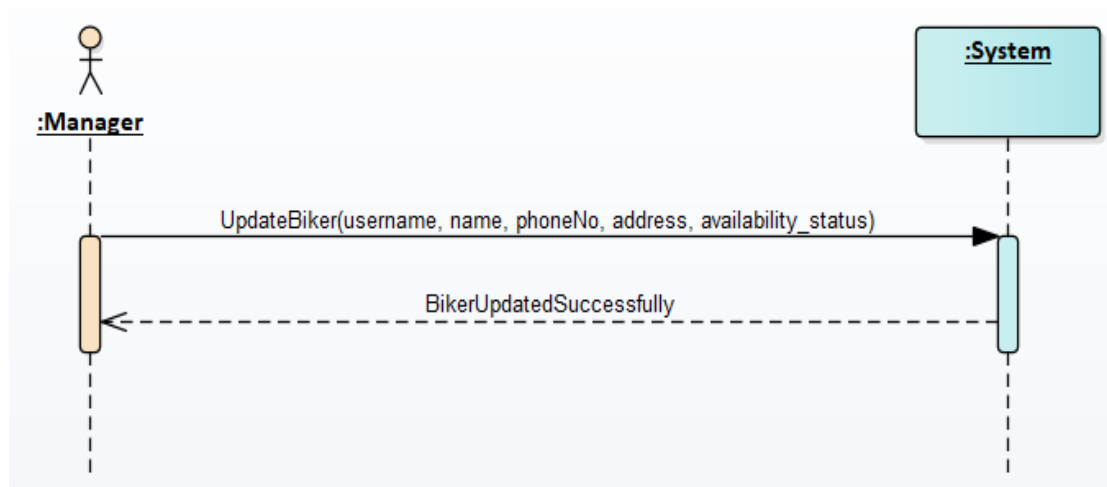 :Manager
:System
UpdateBiker(username, name, phoneNo, address, availability_status)
BikerUpdatedSuccessfully